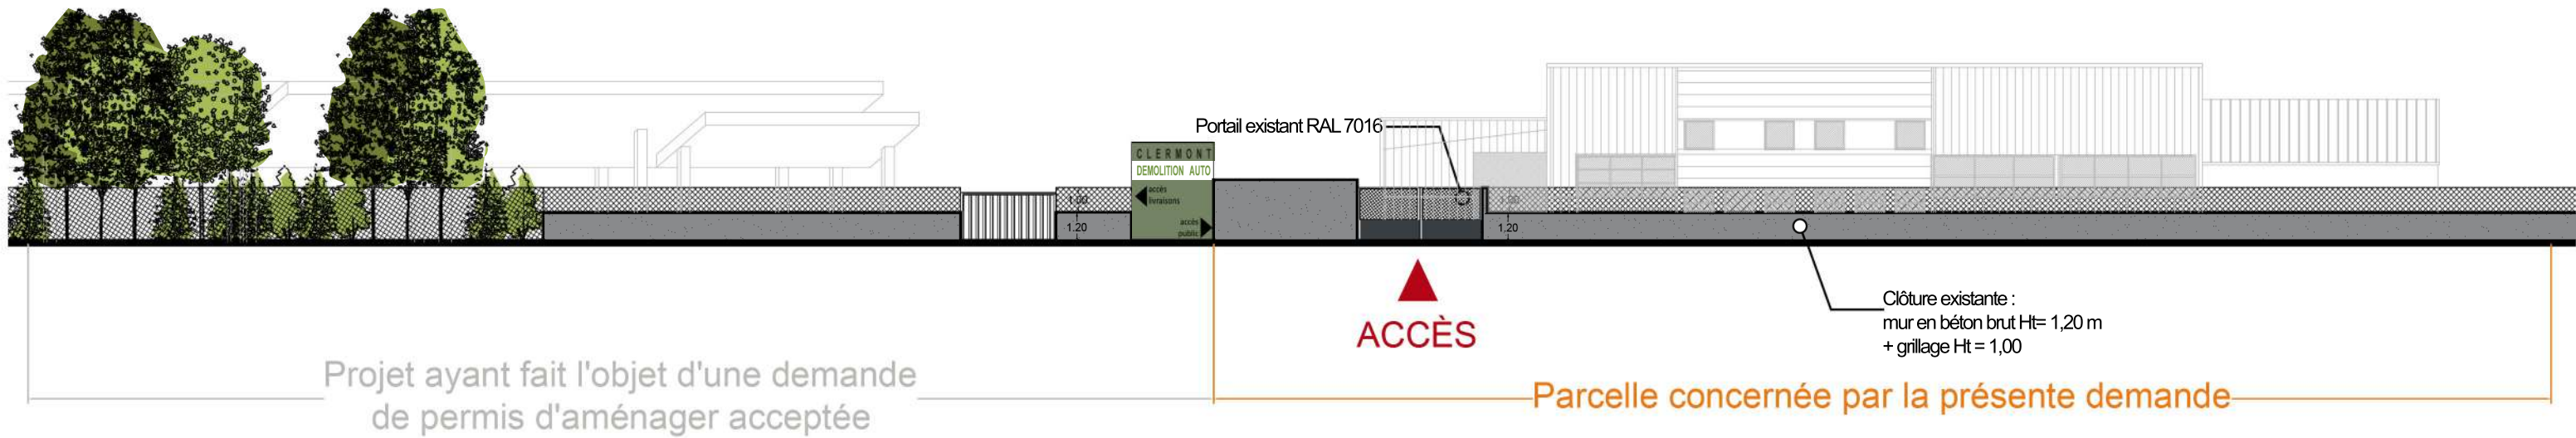 Portail existant RAL 7016
CLERMONT
DEMOLITION AUTO
accès
livraisons
accès
public
1.00
1.20
1.00
1.20
ACCÈS
Clôture existante :
mur en béton brut Ht= 1,20 m
+ grillage Ht = 1,00
Projet ayant fait l'objet d'une demande
de permis d'aménager acceptée
Parcelle concernée par la présente demande